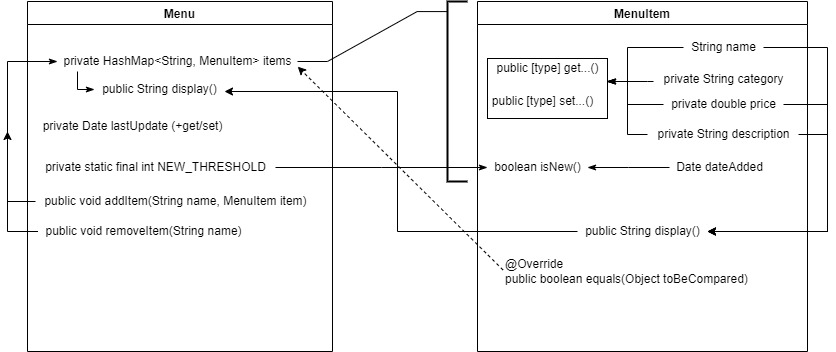 Menu
private HashMap<String, MenuItem> items
public String display()
private Date lastUpdate (+get/set)
private static final int NEW_THRESHOLD
public void addItem(String name, MenuItem item)
public void removeItem(String name)
MenuItem
public [type] get...()
public [type] set...()
String name
private String category
private double price
private String description
boolean isNew()
Date dateAdded
public String display()
@Override
public boolean equals(Object toBeCompared)